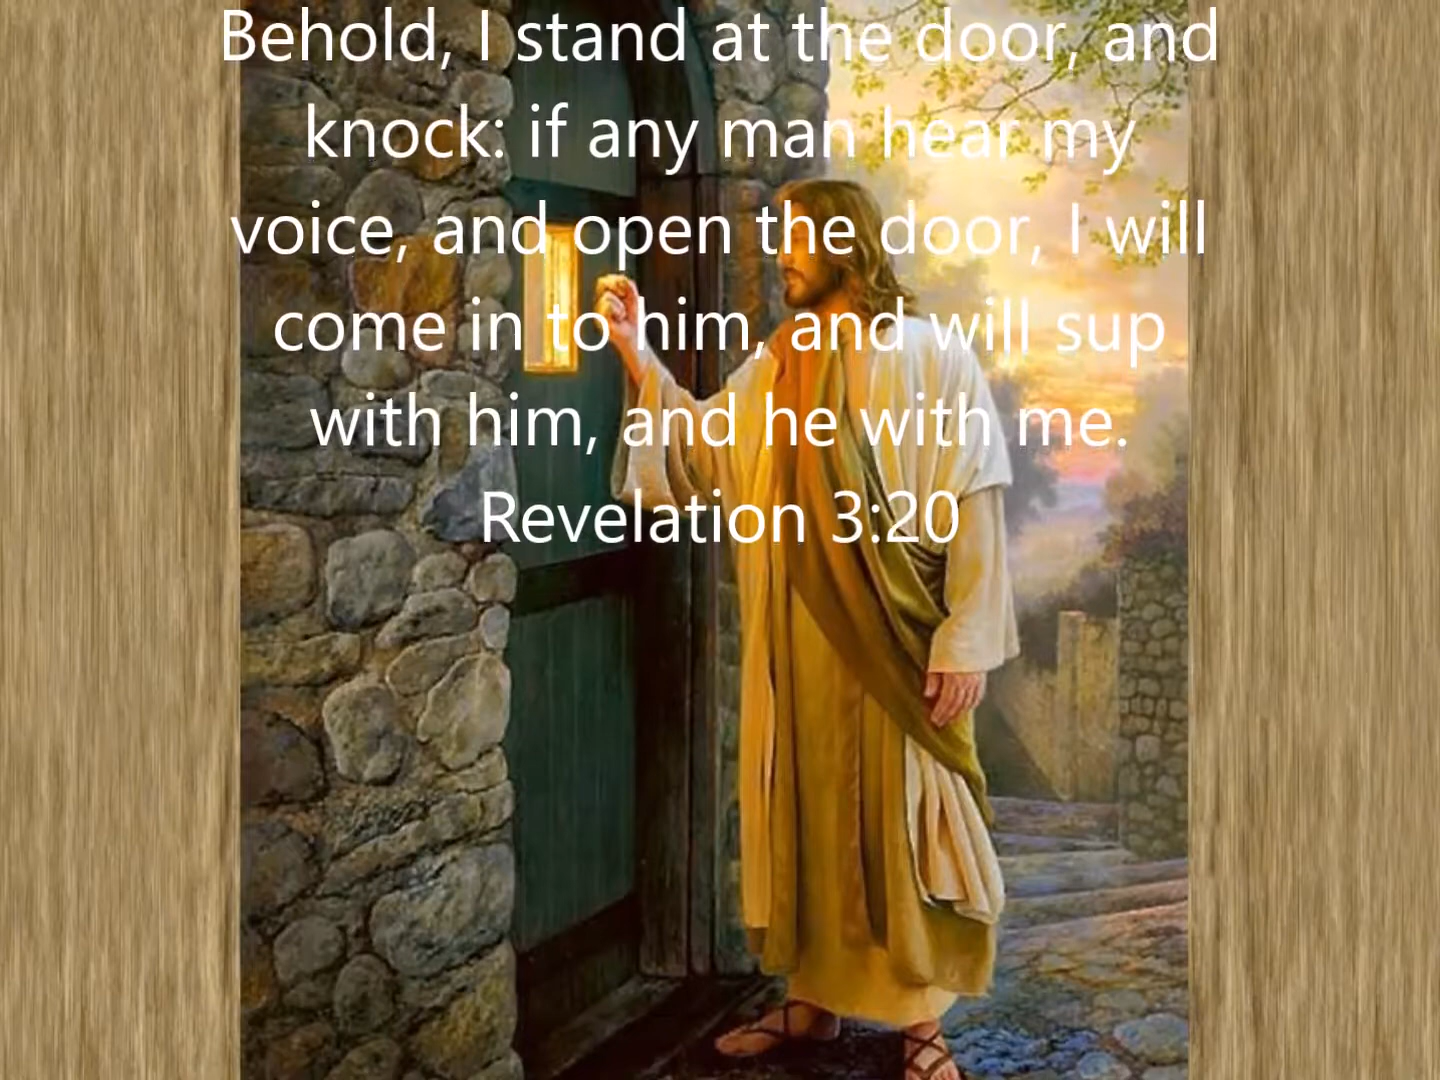 Behold, I stand at the door, and
knock: if any man hear my
voice, and open the door, I will
come in to him, and will sup
with him, and he with me.
Revelation 3:20